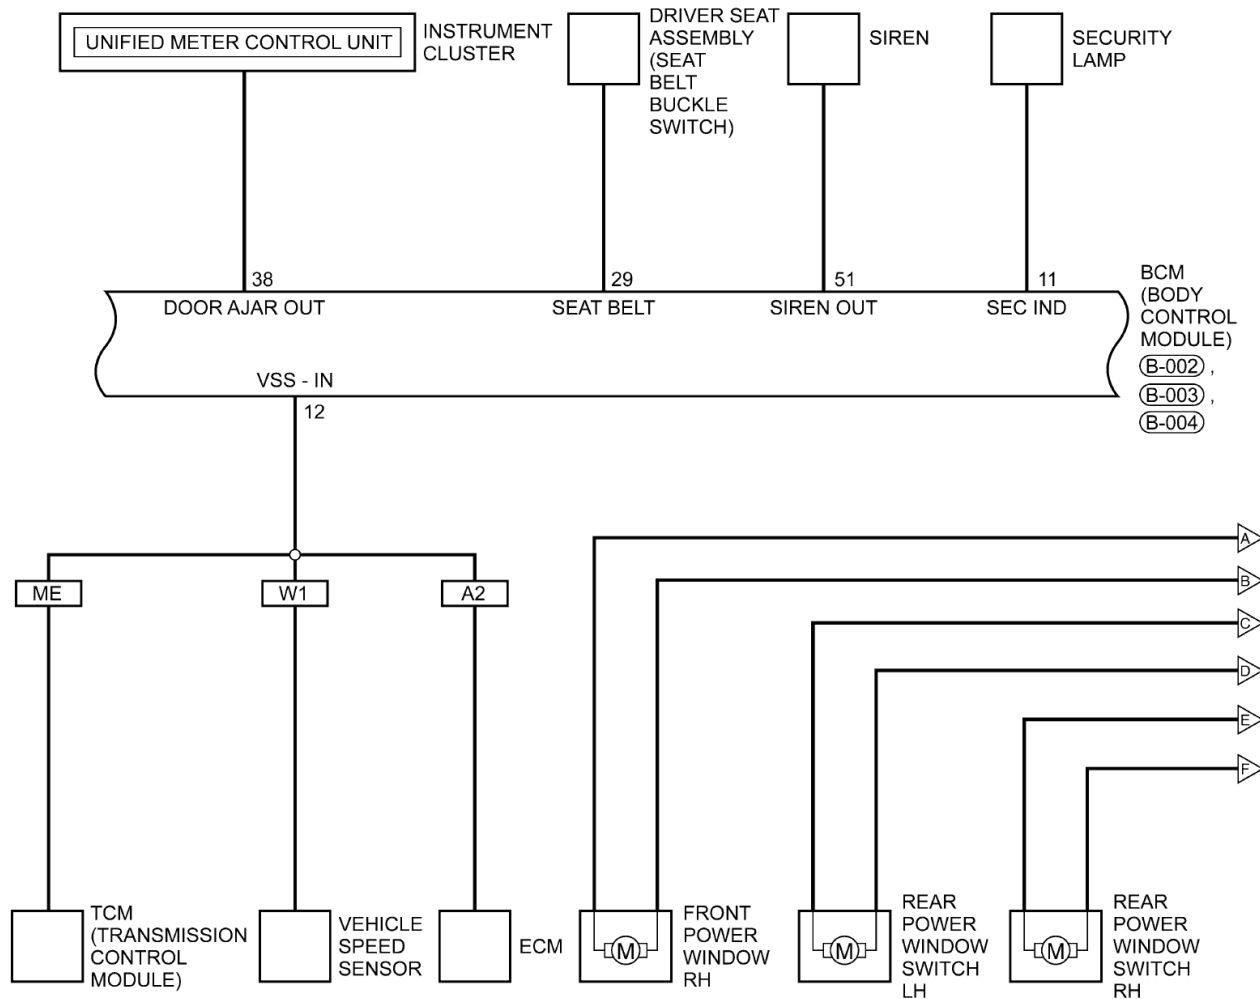 UNIFIED METER CONTROL UNIT
INSTRUMENT
CLUSTER
DRIVER SEAT
ASSEMBLY
(SEAT
BELT
BUCKLE
SWITCH)
SIREN
SECURITY
LAMP
38
29
51
11
DOOR AJAR OUT
SEAT BELT
SIREN OUT
SEC IND
BCM
(BODY
CONTROL
MODULE)
B-002 ,
B-003 ,
B-004
VSS - IN
12
A
B
C
D
E
F
ME
W1
A2
TCM
(TRANSMISSION
CONTROL
MODULE)
VEHICLE
SPEED
SENSOR
ECM
M
FRONT
POWER
WINDOW
RH
M
REAR
POWER
WINDOW
SWITCH
LH
M
REAR
POWER
WINDOW
SWITCH
RH